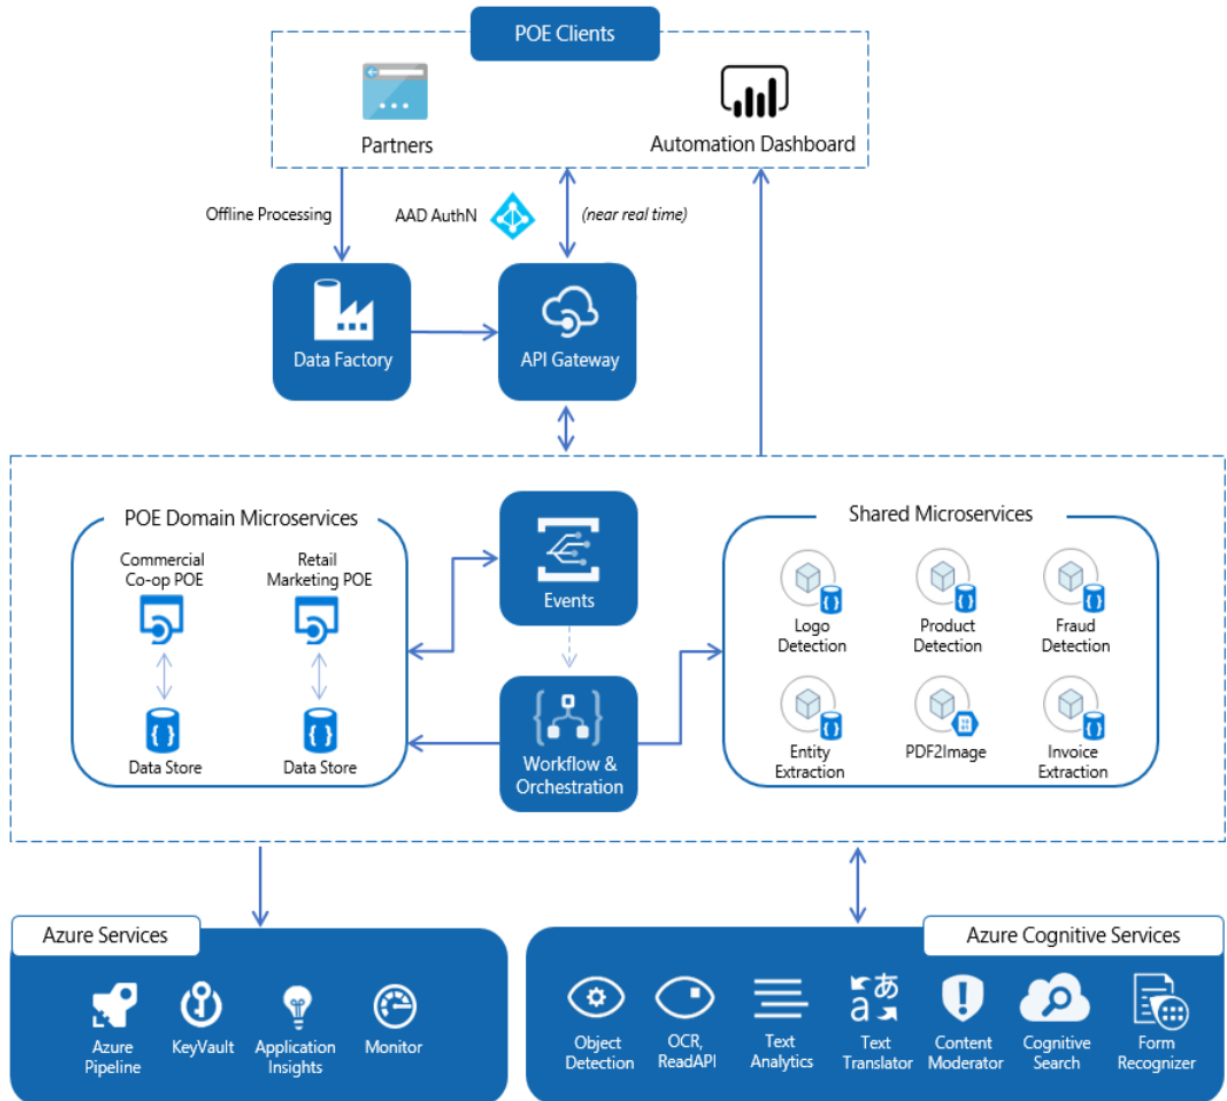 POE Clients
Partners
Automation Dashboard
Offline Processing
AAD AuthN
(near real time)
Data Factory
API Gateway
POE Domain Microservices
Commercial
Co-op POE
Retail
Marketing POE
Data Store
Data Store
Events
Workflow &
Orchestration
Shared Microservices
Logo
Detection
Product
Detection
Fraud
Detection
Entity
Extraction
PDF2Image
Invoice
Extraction
Azure Services
Azure
Pipeline
KeyVault
Application
Insights
Monitor
Azure Cognitive Services
Object
Detection
OCR,
ReadAPI
Text
Analytics
a あ
Text
Translator
Content
Moderator
Cognitive
Search
Form
Recognizer